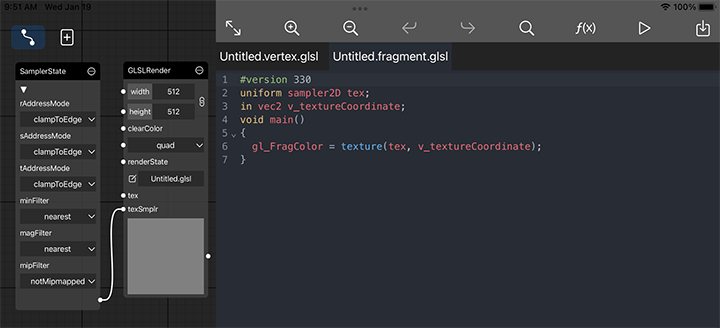 9:51 AM Wed Jan 19
100%
f(x)
SamplerState
rAddressMode
clampToEdge
sAddressMode
clampToEdge
tAddressMode
clampToEdge
minFilter
nearest
magFilter
nearest
mipFilter
notMipmapped
GLSLRender
width 512
height 512
clearColor
quad
renderState
Untitled.glsl
tex
texSmplr
Untitled.vertex.glsl Untitled.fragment.glsl
1 #version 330
2 uniform sampler2D tex;
3 in vec2 v_textureCoordinate;
4 void main()
5 {
6 gl_FragColor = texture(tex, v_textureCoordinate);
7 }